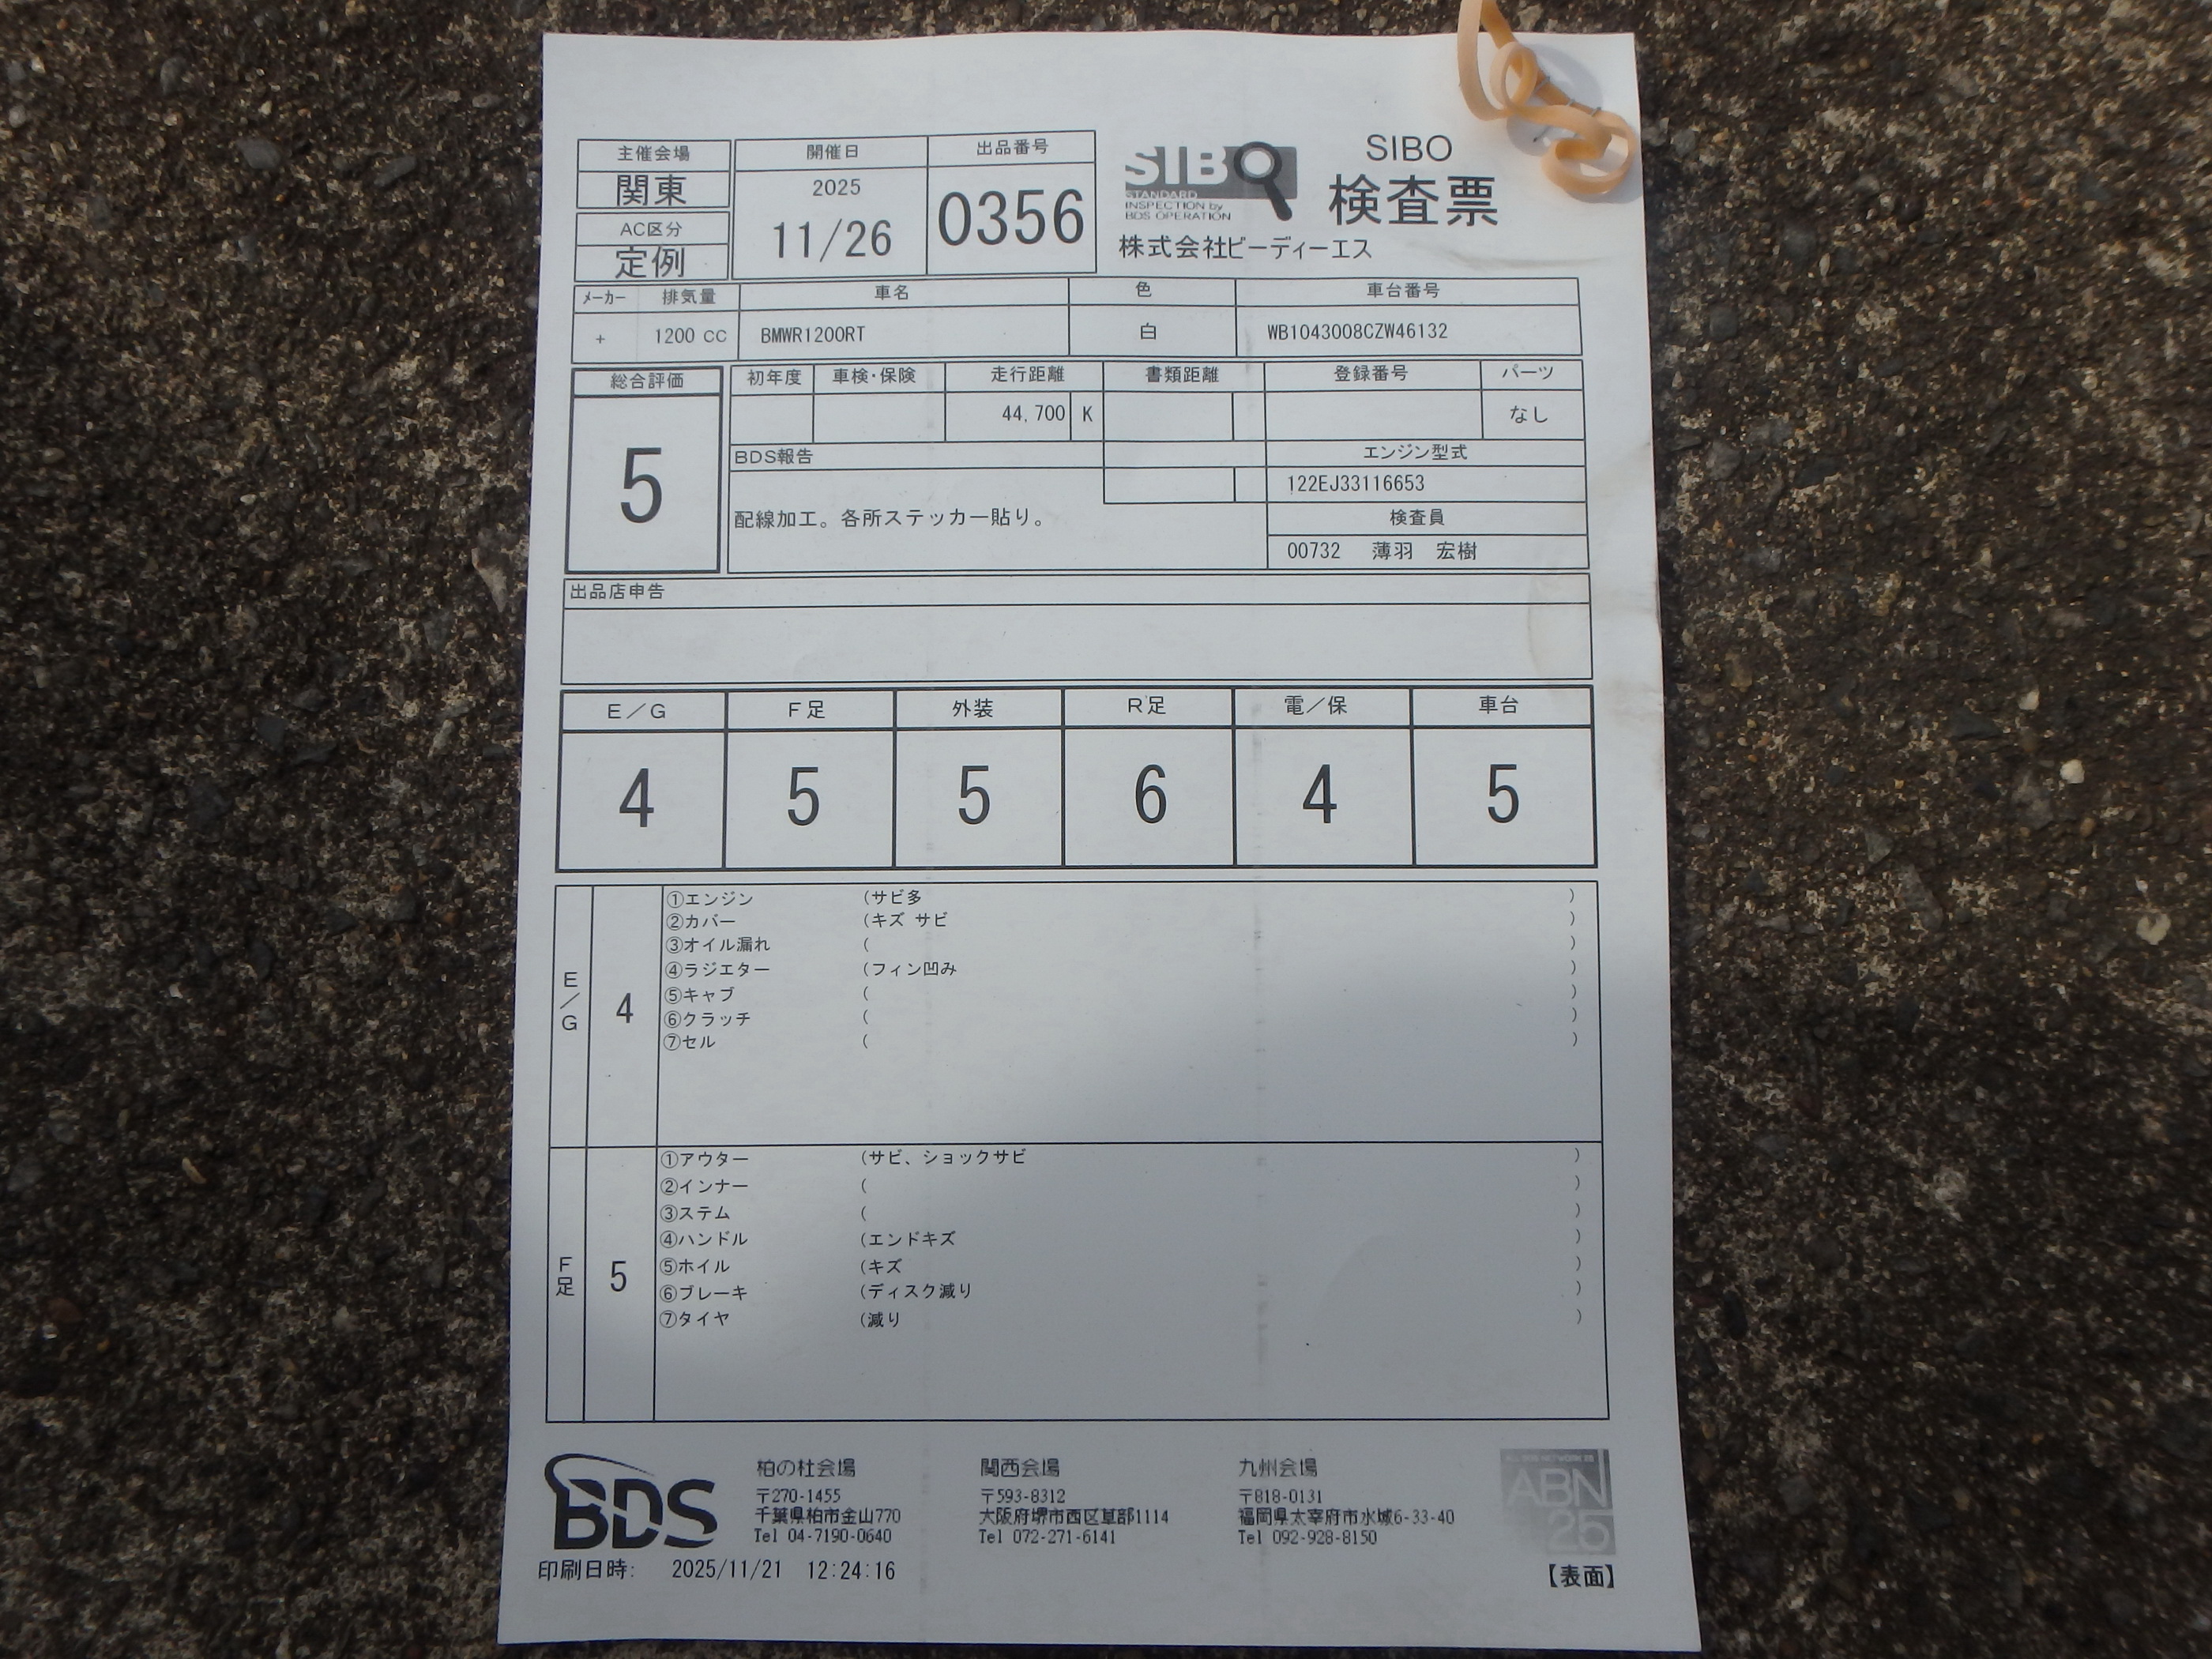 主催会場
関東
AC区分
定例
開催日
2025
11/26
出品番号
0356
SIBO
STANDARD
INSPECTION by
BDS OPERATION
SIBO
検査票
株式会社ビーディーエス
メーカー 排気量 車名 色 車台番号
+ 1200 CC BMWR1200RT 白 WB1043008CZW46132
総合評価
5
初年度 車検・保険 走行距離 書類距離 登録番号 パーツ
44,700 K なし
BDS報告
配線加工。各所ステッカー貼り。
エンジン型式
122EJ33116653
検査員
00732 薄羽 宏樹
出品店申告
E/G F足 外装 R足 電/保 車台
4 5 5 6 4 5
E/G
4
①エンジン (サビ多 )
②カバー (キズ サビ )
③オイル漏れ ( )
④ラジエター (フィン凹み )
⑤キャブ ( )
⑥クラッチ ( )
⑦セル ( )
F足
5
①アウター (サビ、ショックサビ )
②インナー ( )
③ステム ( )
④ハンドル (エンドキズ )
⑤ホイル (キズ )
⑥ブレーキ (ディスク減り )
⑦タイヤ (減り )
BDS
柏の杜会場
〒270-1455
千葉県柏市金山770
Tel 04-7190-0640
関西会場
〒593-8312
大阪府堺市西区草部1114
Tel 072-271-6141
九州会場
〒818-0131
福岡県太宰府市水城6-33-40
Tel 092-928-8150
ABN
25
印刷日時: 2025/11/21 12:24:16
【表面】